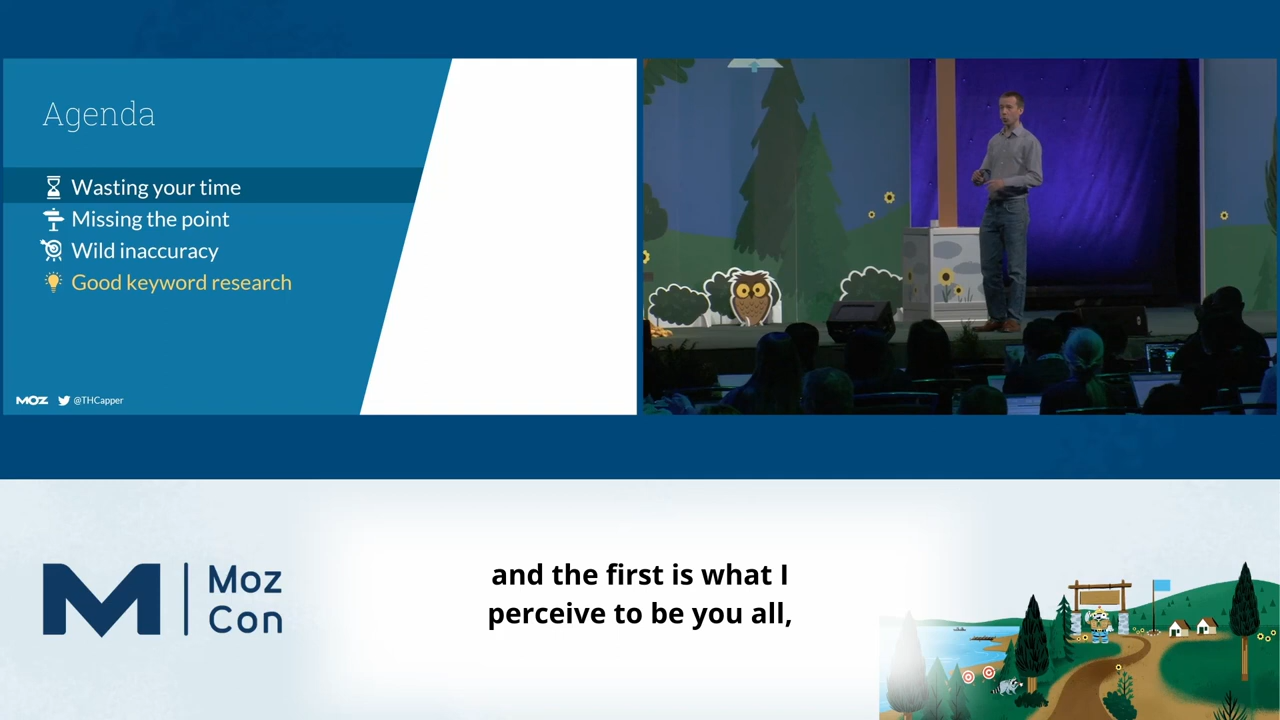 Agenda
Wasting your time
Missing the point
Wild inaccuracy
Good keyword research
MOZ
@THCapper
and the first is what I
perceive to be you all,
M
Moz
Con